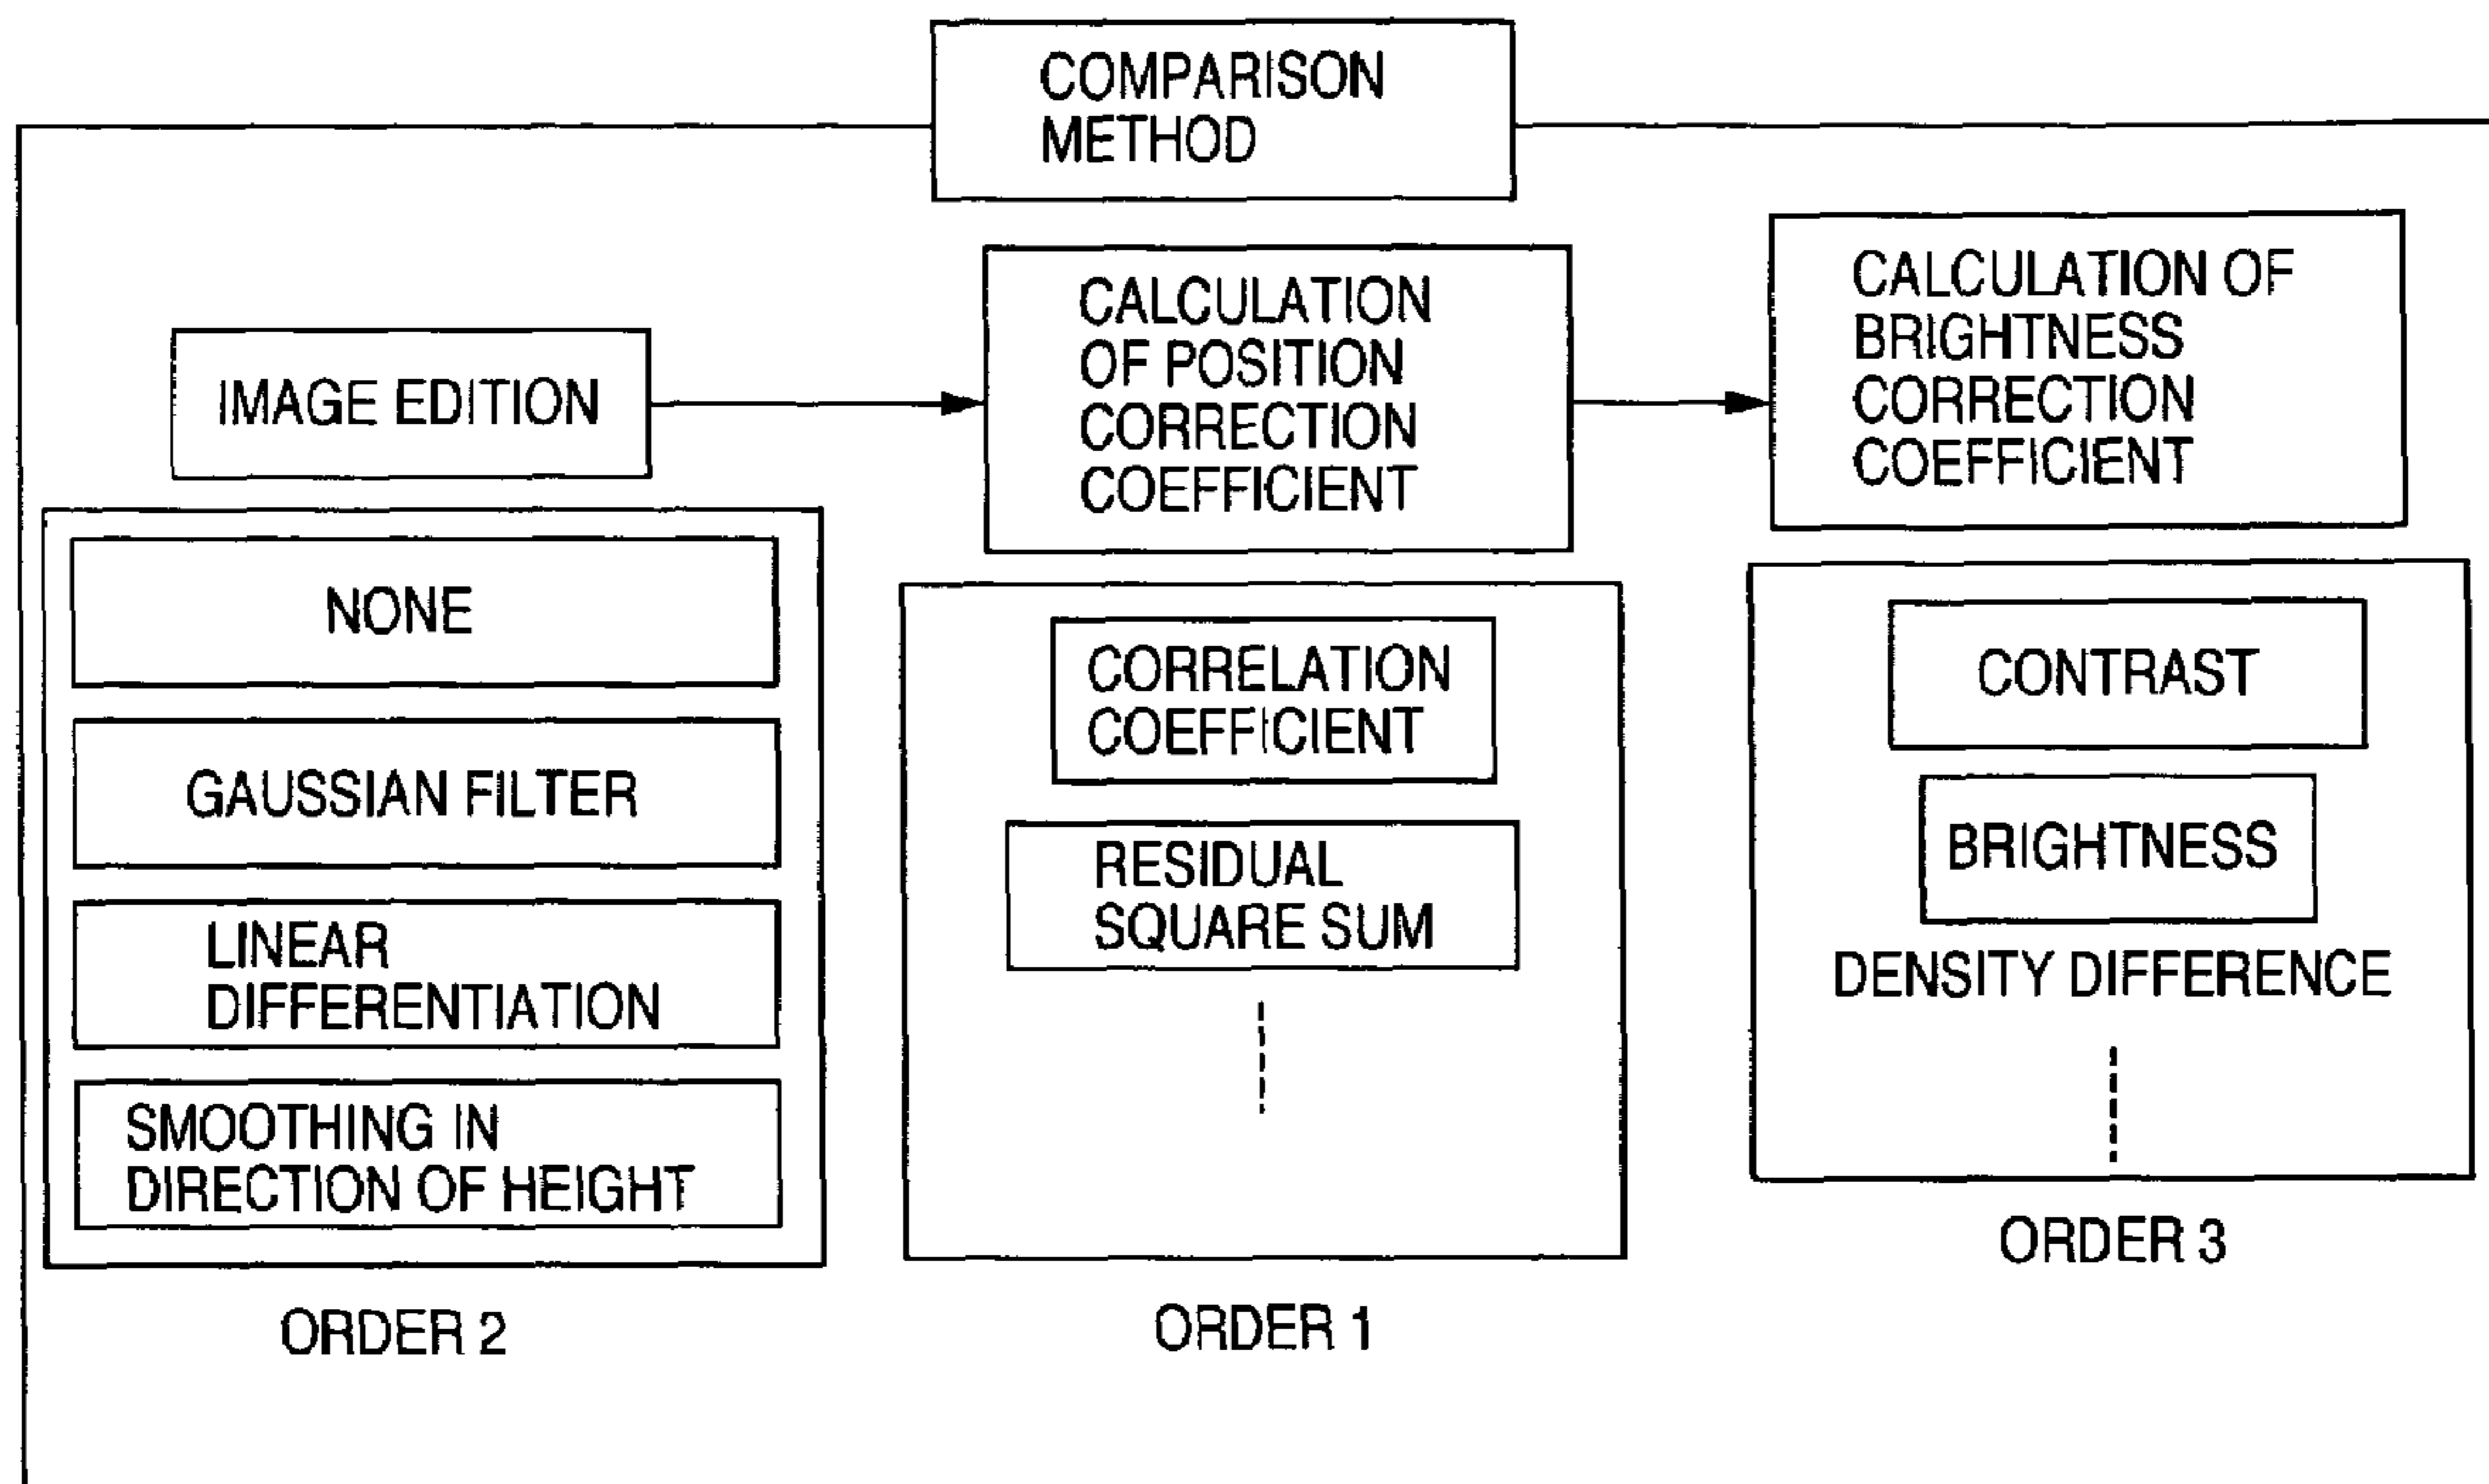 COMPARISON
METHOD
IMAGE EDITION
CALCULATION
OF POSITION
CORRECTION
COEFFICIENT
CALCULATION OF
BRIGHTNESS
CORRECTION
COEFFICIENT
NONE
GAUSSIAN FILTER
LINEAR
DIFFERENTIATION
SMOOTHING IN
DIRECTION OF HEIGHT
ORDER 2
CORRELATION
COEFFICIENT
RESIDUAL
SQUARE SUM
ORDER 1
CONTRAST
BRIGHTNESS
DENSITY DIFFERENCE
ORDER 3